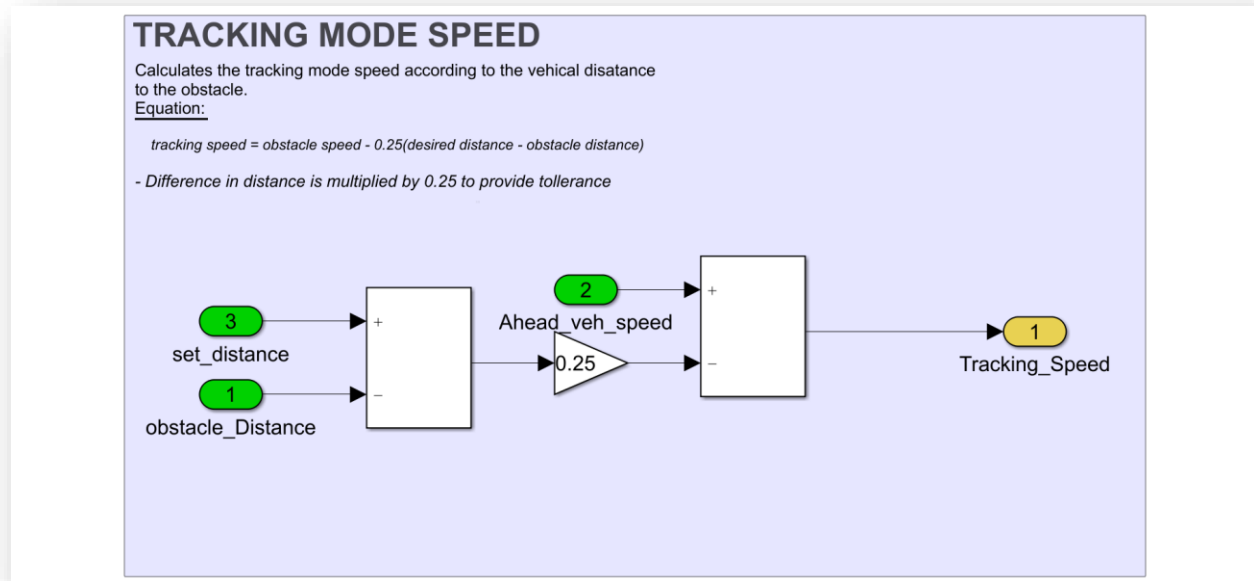 TRACKING MODE SPEED
Calculates the tracking mode speed according to the vehical disatance
to the obstacle.
Equation:
tracking speed = obstacle speed - 0.25(desired distance - obstacle distance)
- Difference in distance is multiplied by 0.25 to provide tollerance
2
+
Ahead_veh_speed
3
+
set_distance
1
Tracking_Speed
0.25
−
1
−
obstacle_Distance